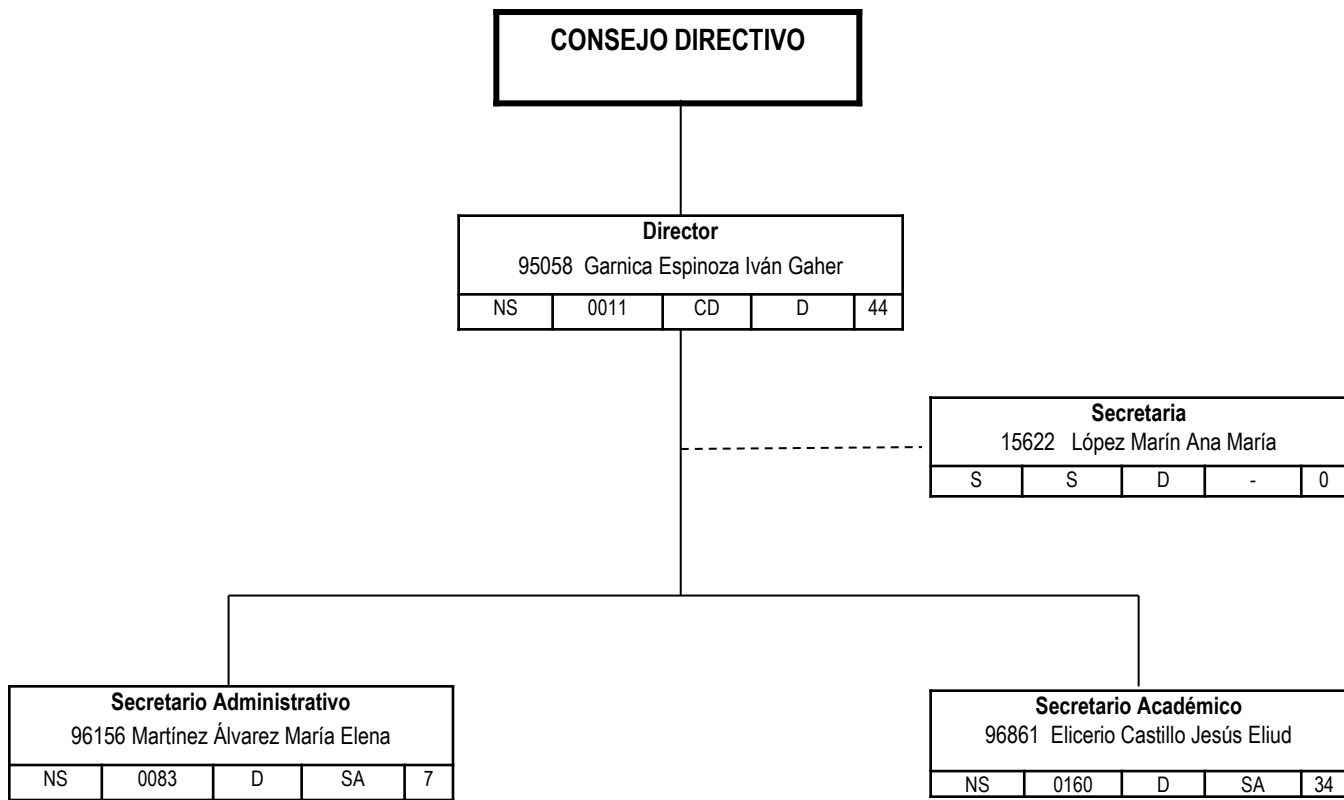 CONSEJO DIRECTIVO
Director
95058 Garnica Espinoza Iván Gaher
NS 0011 CD D 44
Secretaria
15622 López Marín Ana María
S S D - 0
Secretario Administrativo
96156 Martínez Álvarez María Elena
NS 0083 D SA 7
Secretario Académico
96861 Elicerio Castillo Jesús Eliud
NS 0160 D SA 34